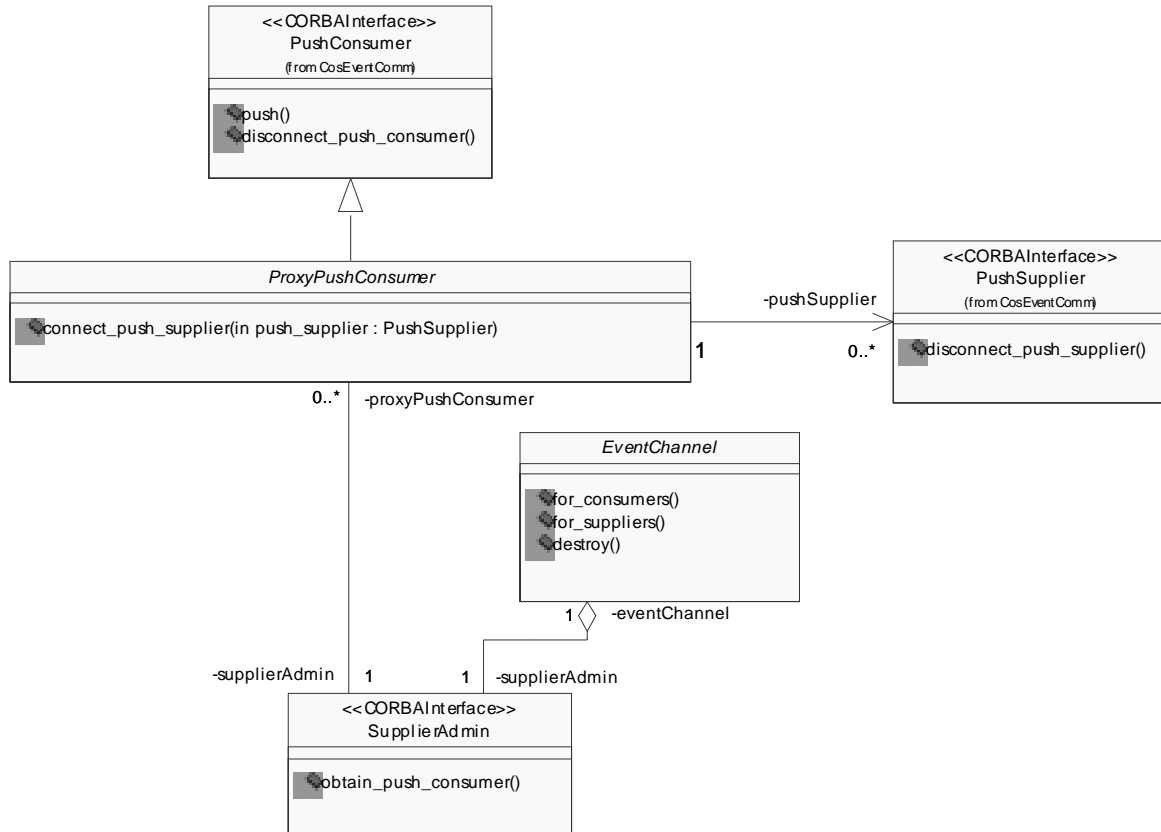 <<CORBAInterface>>
PushConsumer
(from CosEventComm)
push()
disconnect_push_consumer()
ProxyPushConsumer
connect_push_supplier(in push_supplier : PushSupplier)
<<CORBAInterface>>
PushSupplier
(from CosEventComm)
disconnect_push_supplier()
-pushSupplier
1
0..*
0..*
-proxyPushConsumer
EventChannel
for_consumers()
for_suppliers()
destroy()
1
-eventChannel
-supplierAdmin
1
1
-supplierAdmin
<<CORBAInterface>>
SupplierAdmin
obtain_push_consumer()